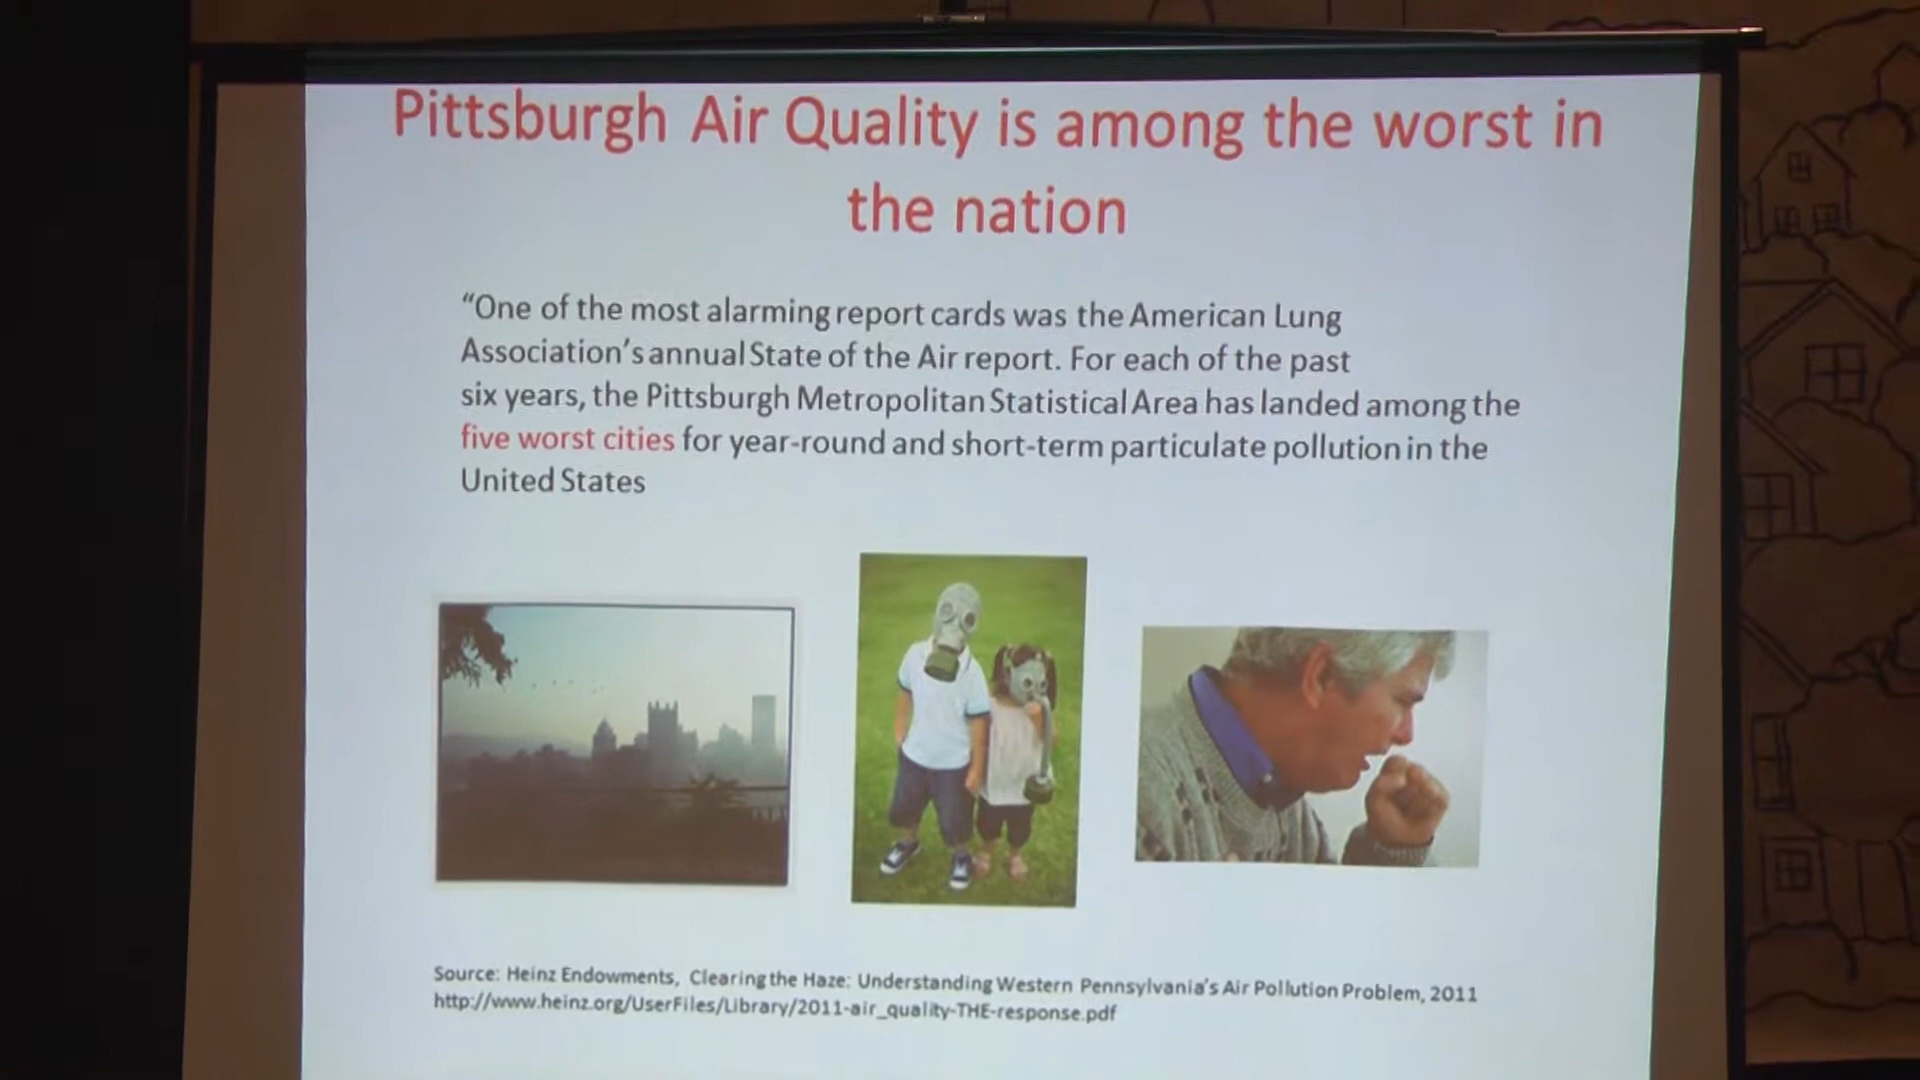 Pittsburgh Air Quality is among the worst in
the nation
“One of the most alarming report cards was the American Lung
Association’s annual State of the Air report. For each of the past
six years, the Pittsburgh Metropolitan Statistical Area has landed among the
five worst cities for year-round and short-term particulate pollution in the
United States
Source: Heinz Endowments, Clearing the Haze: Understanding Western Pennsylvania’s Air Pollution Problem, 2011
http://www.heinz.org/UserFiles/Library/2011-air_quality-THE-response.pdf